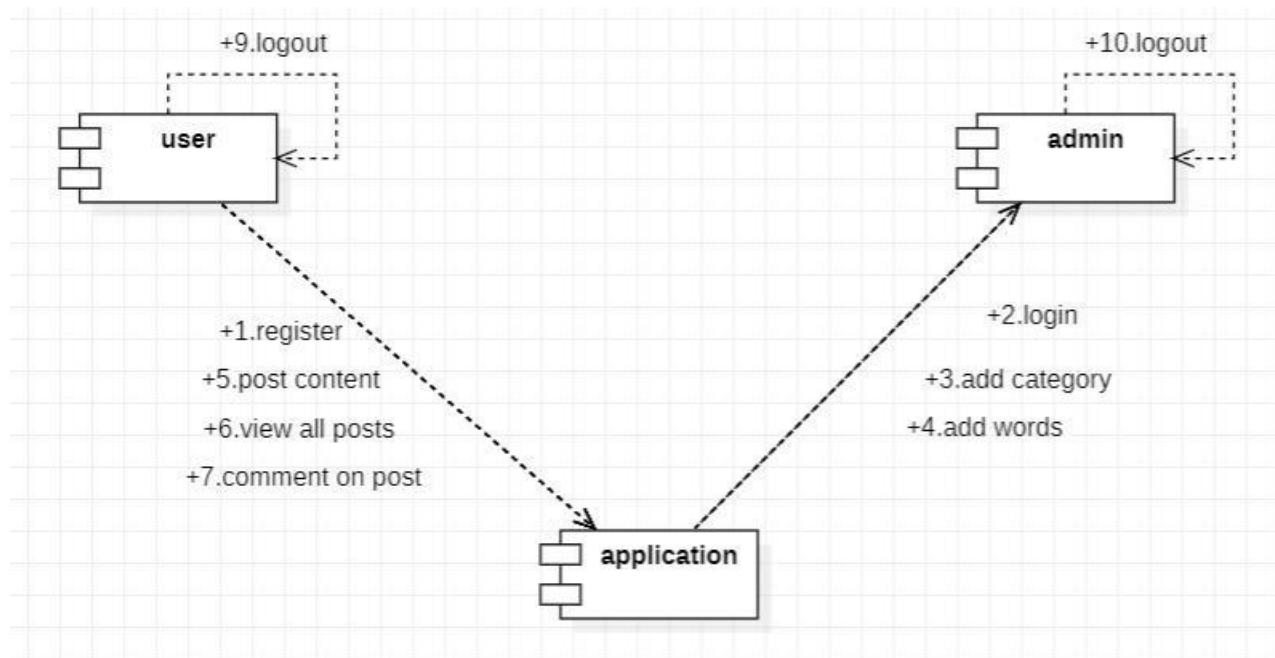 +9.logout
+10.logout
user
admin
+1.register
+5.post content
+6.view all posts
+7.comment on post
+2.login
+3.add category
+4.add words
application